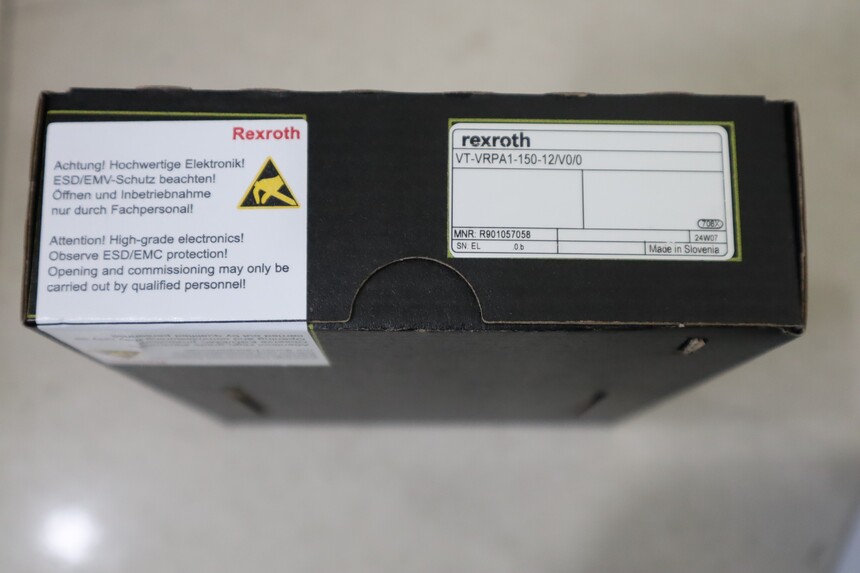 Rexroth
Achtung! Hochwertige Elektronik!
ESD/EMV-Schutz beachten!
Öffnen und Inbetriebnahme
nur durch Fachpersonal!
Attention! High-grade electronics!
Observe ESD/EMC protection!
Opening and commissioning may only be
carried out by qualified personnel!
rexroth
VT-VRPA1-150-12/V0/0
MNR: R901057058
24W07
SN: EL 0.b
Made in Slovenia